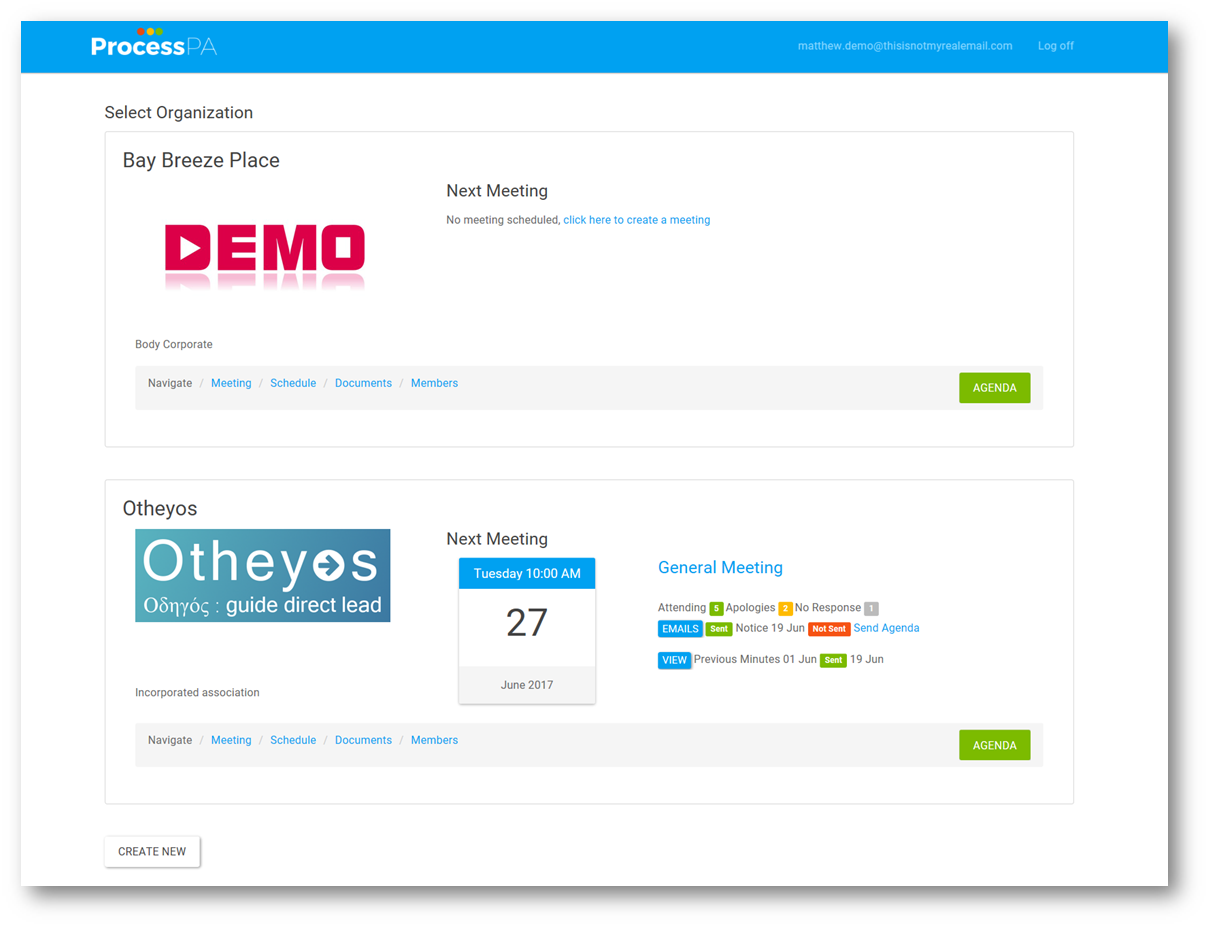 ProcessPA
matthew.demo@thisisnotmyrealemail.com Log off
Select Organization
Bay Breeze Place
Next Meeting
No meeting scheduled, click here to create a meeting
DEMO
Body Corporate
Navigate / Meeting / Schedule / Documents / Members
AGENDA
Otheyos
Otheyos
Οδηγός : guide direct lead
Incorporated association
Next Meeting
Tuesday 10:00 AM
27
June 2017
General Meeting
Attending 5 Apologies 2 No Response 1
EMAILS Sent Notice 19 Jun Not Sent Send Agenda
VIEW Previous Minutes 01 Jun Sent 19 Jun
Navigate / Meeting / Schedule / Documents / Members
AGENDA
CREATE NEW